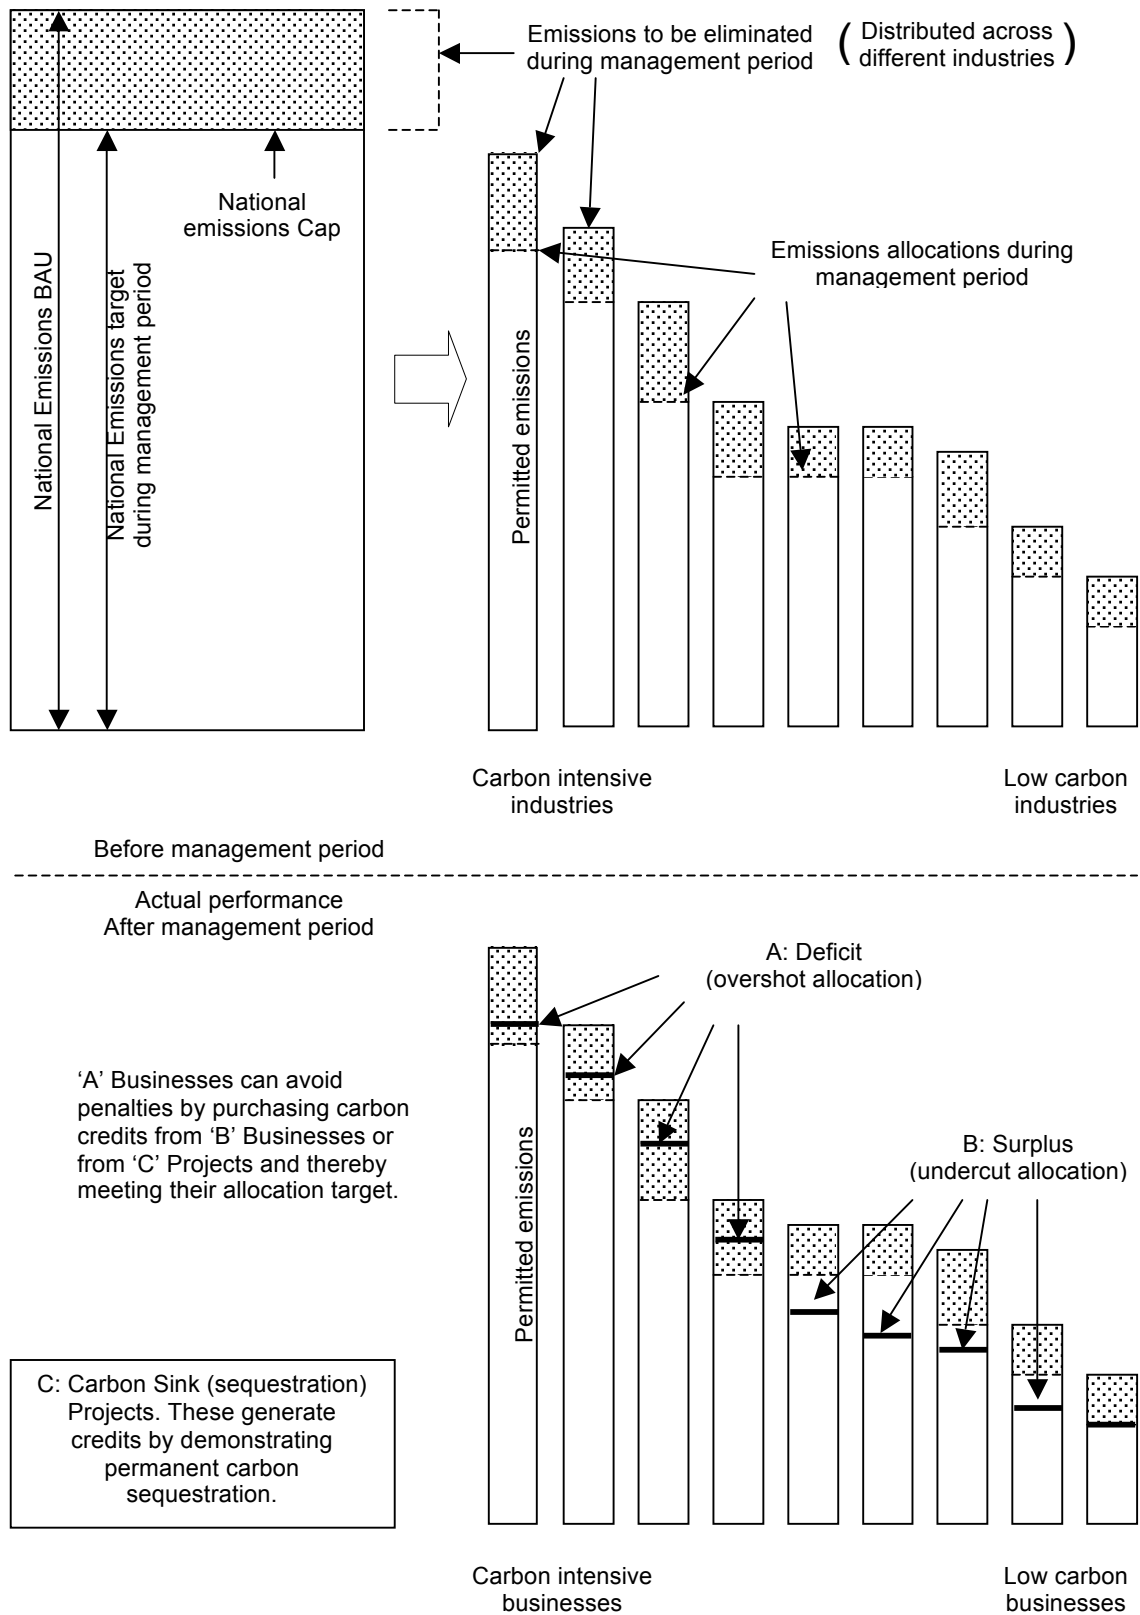 Emissions to be eliminated
during management period
( Distributed across
different industries )
National
emissions Cap
National Emissions BAU
National Emissions target
during management period
Emissions allocations during
management period
Permitted emissions
Carbon intensive
industries
Low carbon
industries
Before management period
Actual performance
After management period
A: Deficit
(overshot allocation)
‘A’ Businesses can avoid
penalties by purchasing carbon
credits from ‘B’ Businesses or
from ‘C’ Projects and thereby
meeting their allocation target.
B: Surplus
(undercut allocation)
Permitted emissions
C: Carbon Sink (sequestration)
Projects. These generate
credits by demonstrating
permanent carbon
sequestration.
Carbon intensive
businesses
Low carbon
businesses